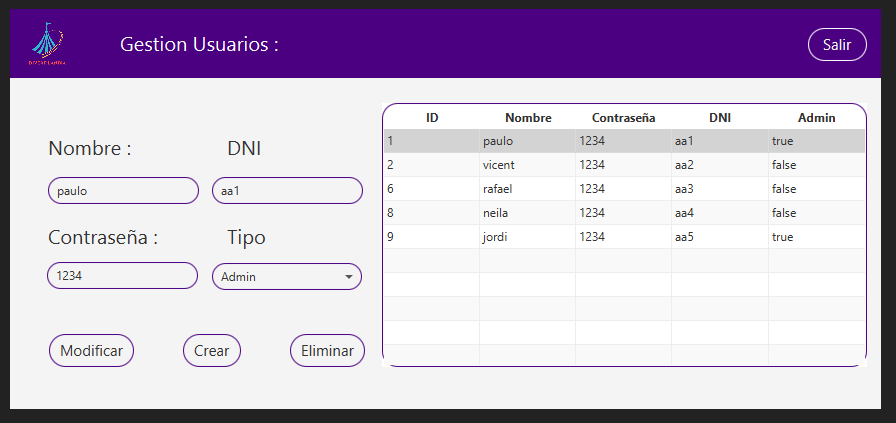 Gestion Usuarios :
Salir
Nombre :
DNI
paulo
aa1
Contraseña :
Tipo
1234
Admin
Modificar
Crear
Eliminar
ID Nombre Contraseña DNI Admin
1 paulo 1234 aa1 true
2 vicent 1234 aa2 false
6 rafael 1234 aa3 false
8 neila 1234 aa4 false
9 jordi 1234 aa5 true